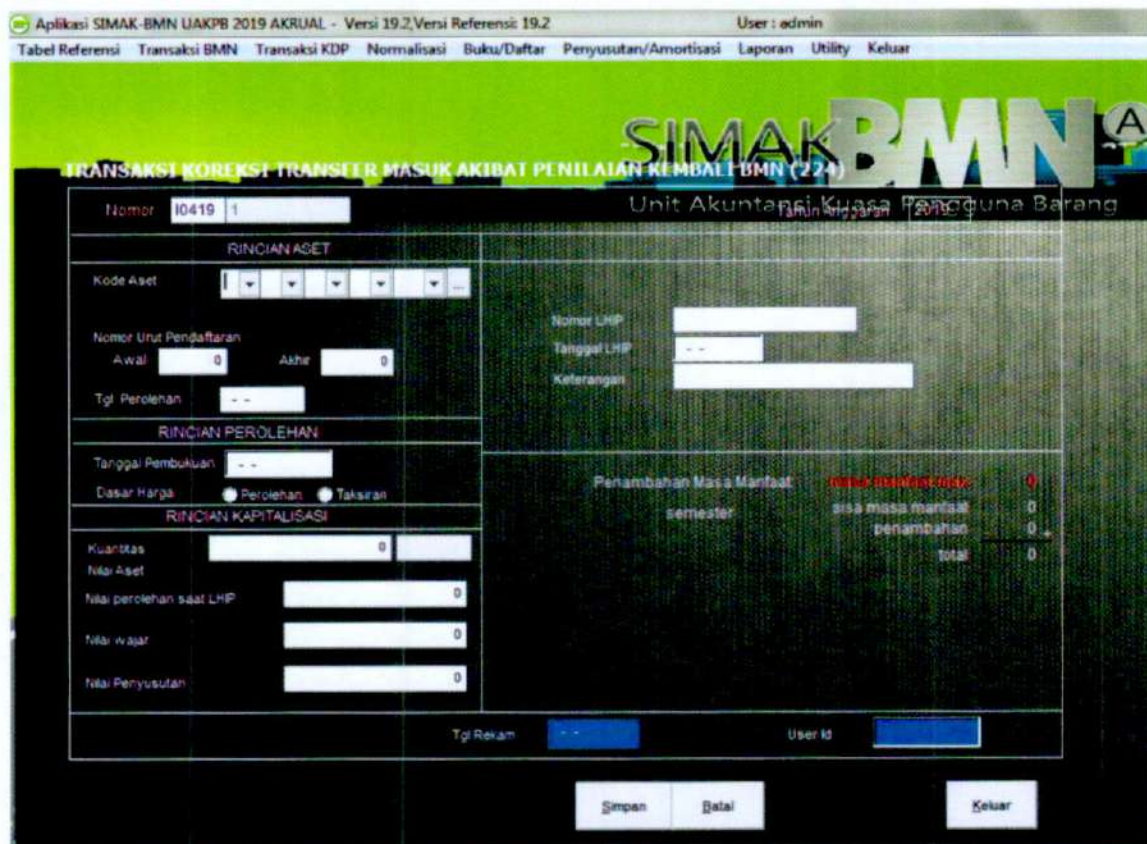 Aplikasi SIMAK-BMN UAKPB 2019 AKRUAL - Versi 19.2,Versi Referensi: 19.2 User : admin
Tabel Referensi Transaksi BMN Transaksi KDP Normalisasi Buku/Daftar Penyusutan/Amortisasi Laporan Utility Keluar
SIMAK BMN A
TRANSAKSI KOREKSI TRANSFER MASUK AKIBAT PENILAIAN KEMBALI BMN (224)
Unit Akuntansi Kuasa Pengguna Barang
Nomor I0419 1 Tahun Anggaran 2019
RINCIAN ASET
Kode Aset ...
Nomor Urut Pendaftaran
Awal 0 Akhir 0
Tgl. Perolehan - -
Nomor LHIP
Tanggal LHIP - -
Keterangan
RINCIAN PEROLEHAN
Tanggal Pembukuan - -
Dasar Harga Perolehan Taksiran
RINCIAN KAPITALISASI
Kuantitas 0
Nilai Aset
Nilai perolehan saat LHIP 0
Nilai wajar 0
Nilai Penyusutan 0
Penambahan Masa Manfaat masa manfaat 0
semester sisa masa manfaat 0
penambahan 0 +
total 0
Tgl Rekam - - User Id
Simpan Batal Keluar